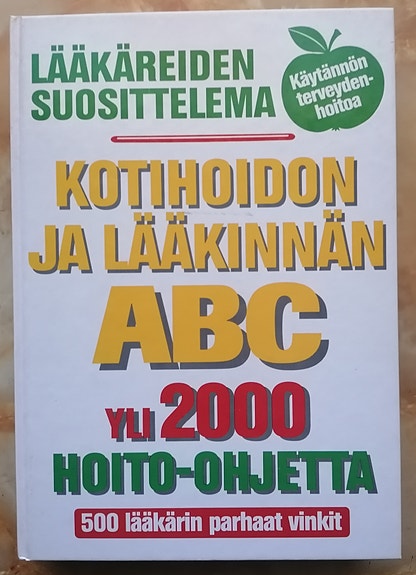 LÄÄKÄREIDEN
SUOSITTELEMA
Käytännön
terveyden-
hoitoa
KOTIHOIDON
JA LÄÄKINNÄN
ABC
YLI 2000
HOITO-OHJETTA
500 lääkärin parhaat vinkit